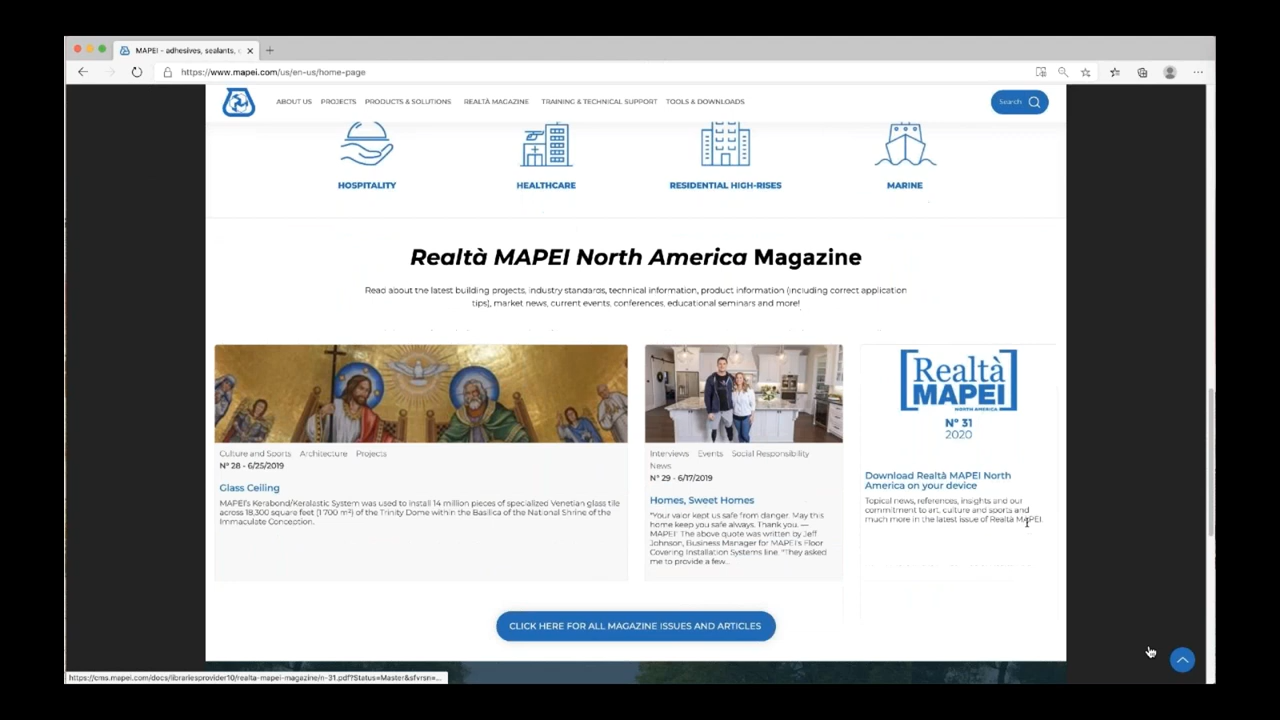 MAPEI - adhesives, sealants,
https://www.mapei.com/us/en-us/home-page
ABOUT US PROJECTS PRODUCTS & SOLUTIONS REALTÀ MAGAZINE TRAINING & TECHNICAL SUPPORT TOOLS & DOWNLOADS
Search
HOSPITALITY HEALTHCARE RESIDENTIAL HIGH-RISES MARINE
Realtà MAPEI North America Magazine
Read about the latest building projects, industry standards, technical information, product information (including correct application
tips), market news, current events, conferences, educational seminars and more!
Culture and Sports Architecture Projects
N° 28 - 6/25/2019
Glass Ceiling
MAPEI's Kerabond/Keralastic System was used to install 14 million pieces of specialized Venetian glass tile
across 18,300 square feet (1 700 m²) of the Trinity Dome within the Basilica of the National Shrine of the
Immaculate Conception.
Interviews Events Social Responsibility
News
N° 29 - 6/17/2019
Homes, Sweet Homes
"Your valor kept us safe from danger. May this
home keep you safe always. Thank you. —
MAPEI" The above quote was written by Jeff
Johnson, Business Manager for MAPEI's Floor
Covering Installation Systems line. "They asked
me to provide a few...
Realtà
MAPEI
NORTH AMERICA
N° 31
2020
Download Realtà MAPEI North
America on your device
Topical news, references, insights and our
commitment to art, culture and sports and
much more in the latest issue of Realtà MAPEI.
CLICK HERE FOR ALL MAGAZINE ISSUES AND ARTICLES
https://cms.mapei.com/docs/librariesprovider10/realta-mapei-magazine/n-31.pdf?Status=Master&sfvrsn=...